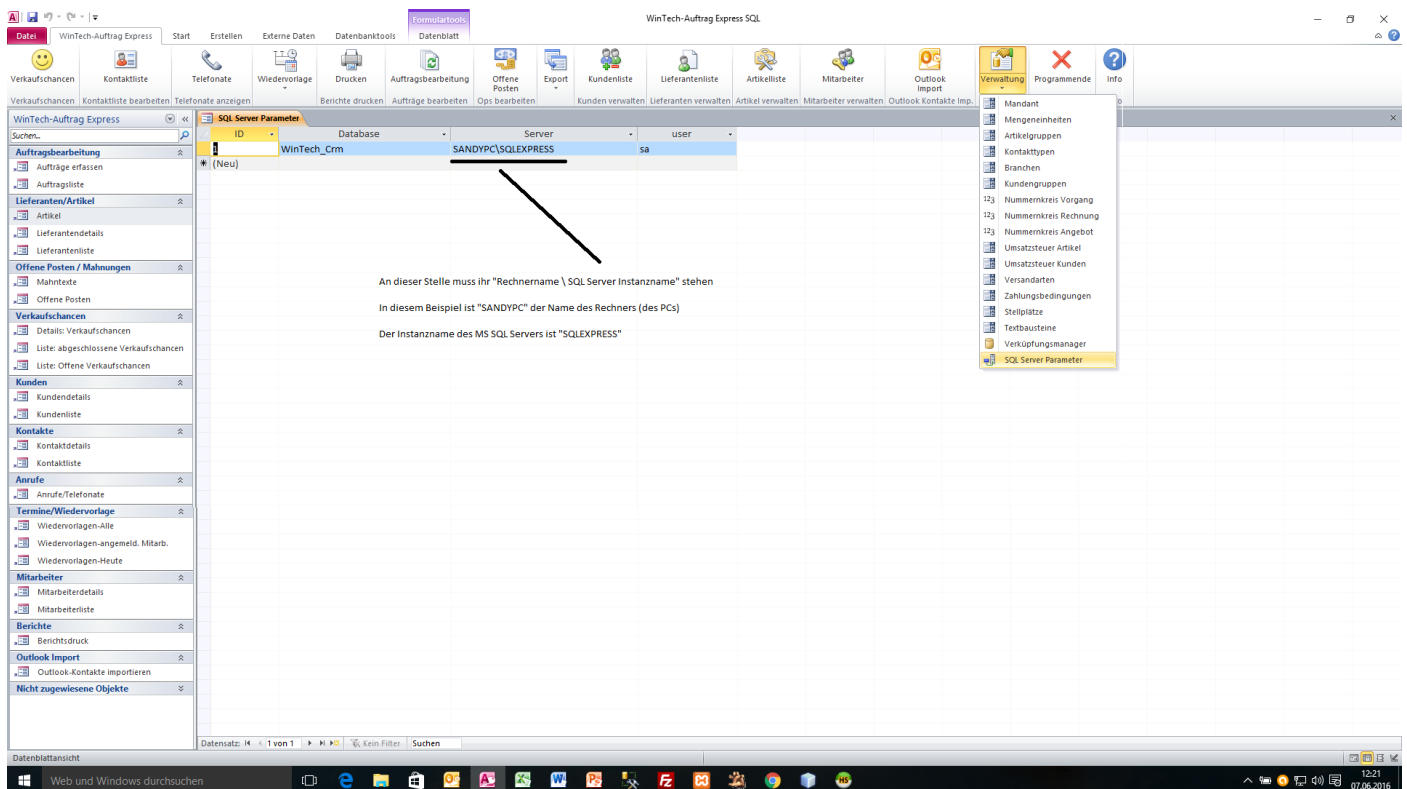 WinTech-Auftrag Express SQL
Formulartools
Datei WinTech-Auftrag Express Start Erstellen Externe Daten Datenbanktools Datenblatt
Verkaufschancen Kontaktliste Telefonate Wiedervorlage Drucken Auftragsbearbeitung Offene Posten Export Kundenliste Lieferantenliste Artikelliste Mitarbeiter Outlook Import Verwaltung Programmende Info
Verkaufschancen Kontaktliste bearbeiten Telefonate anzeigen Berichte drucken Aufträge bearbeiten Ops bearbeiten Kunden verwalten Lieferanten verwalten Artikel verwalten Mitarbeiter verwalten Outlook Kontakte Imp.
WinTech-Auftrag Express
Suchen...
Auftragsbearbeitung
Aufträge erfassen
Auftragsliste
Lieferanten/Artikel
Artikel
Lieferantendetails
Lieferantenliste
Offene Posten / Mahnungen
Mahntexte
Offene Posten
Verkaufschancen
Details: Verkaufschancen
Liste: abgeschlossene Verkaufschancen
Liste: Offene Verkaufschancen
Kunden
Kundendetails
Kundenliste
Kontakte
Kontaktdetails
Kontaktliste
Anrufe
Anrufe/Telefonate
Termine/Wiedervorlage
Wiedervorlagen-Alle
Wiedervorlagen-angemeld. Mitarb.
Wiedervorlagen-Heute
Mitarbeiter
Mitarbeiterdetails
Mitarbeiterliste
Berichte
Berichtsdruck
Outlook Import
Outlook-Kontakte importieren
Nicht zugewiesene Objekte
SQL Server Parameter
ID Database Server user
1 WinTech_Crm SANDYPC\SQLEXPRESS sa
(Neu)
An dieser Stelle muss ihr "Rechnername \ SQL Server Instanzname" stehen
In diesem Beispiel ist "SANDYPC" der Name des Rechners (des PCs)
Der Instanzname des MS SQL Servers ist "SQLEXPRESS"
Mandant
Mengeneinheiten
Artikelgruppen
Kontakttypen
Branchen
Kundengruppen
123 Nummernkreis Vorgang
123 Nummernkreis Rechnung
123 Nummernkreis Angebot
Umsatzsteuer Artikel
Umsatzsteuer Kunden
Versandarten
Zahlungsbedingungen
Stellplätze
Textbausteine
Verküpfungsmanager
SQL Server Parameter
Datensatz: 1 von 1 Kein Filter Suchen
Datenblattansicht
Web und Windows durchsuchen
12:21
07.06.2016